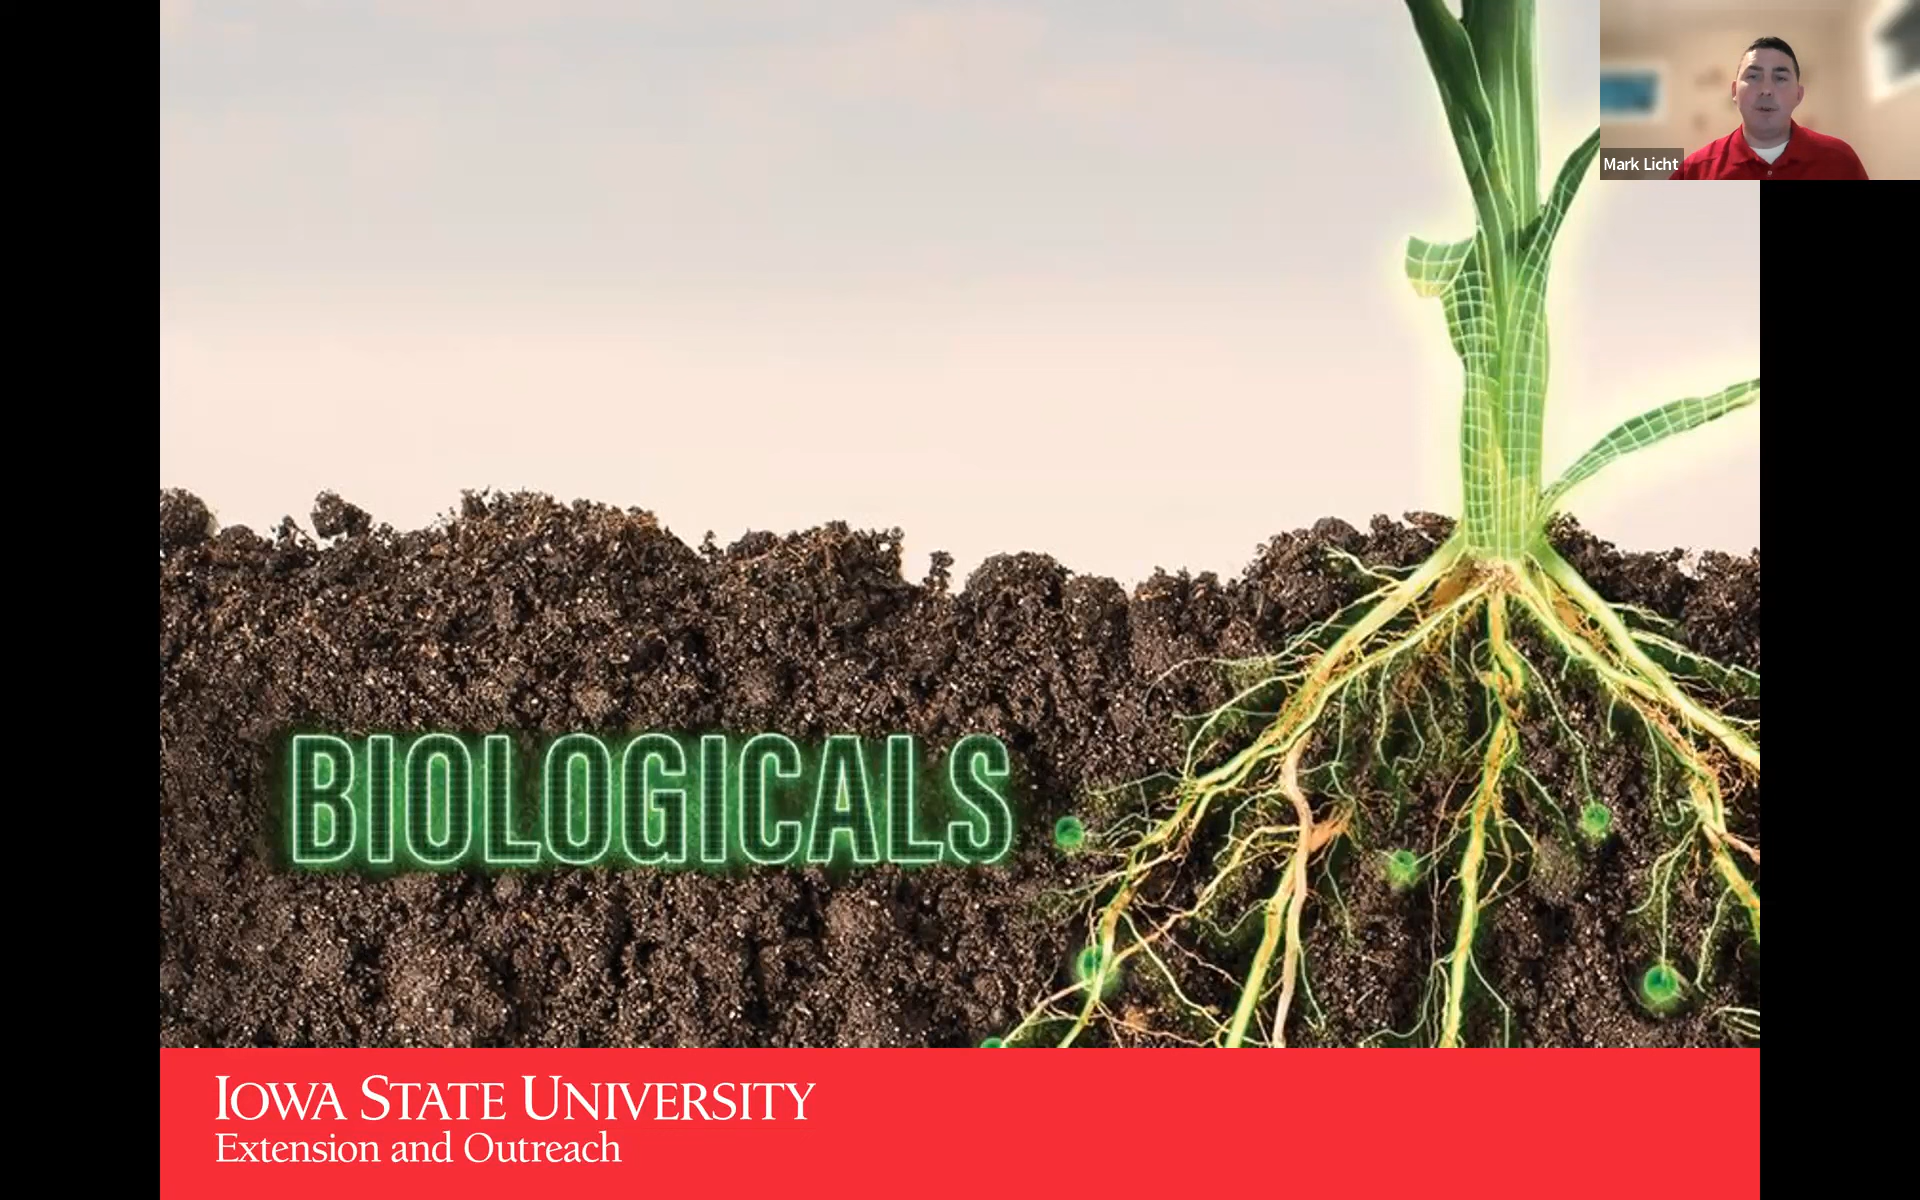 Mark Licht
BIOLOGICALS
IOWA STATE UNIVERSITY
Extension and Outreach